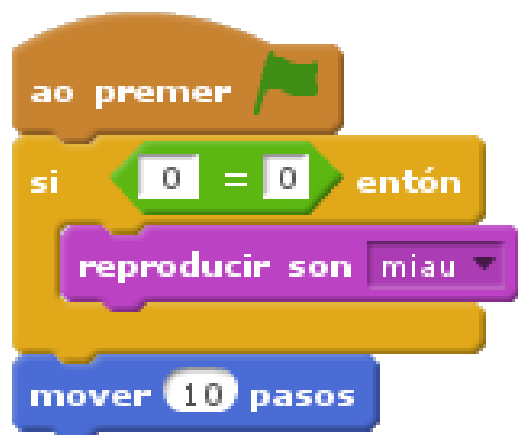 ao premer
si 0 = 0 entón
reproducir son miau
mover 10 pasos